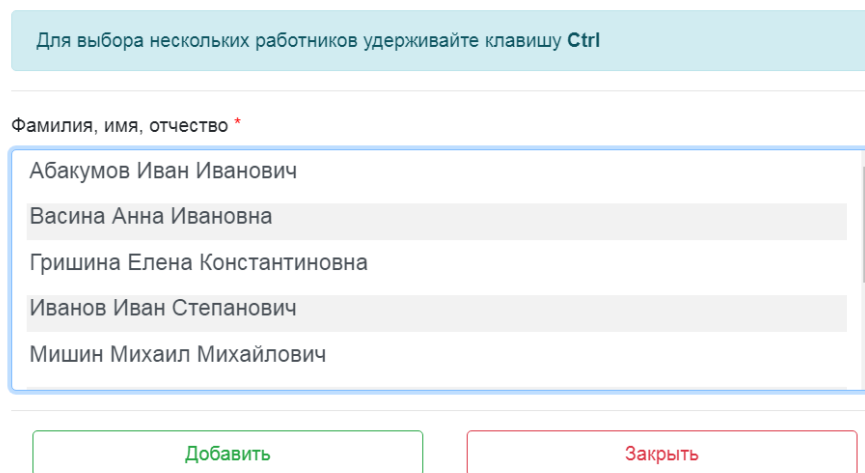 Для выбора нескольких работников удерживайте клавишу Ctrl
Фамилия, имя, отчество *
Абакумов Иван Иванович
Васина Анна Ивановна
Гришина Елена Константиновна
Иванов Иван Степанович
Мишин Михаил Михайлович
Добавить
Закрыть